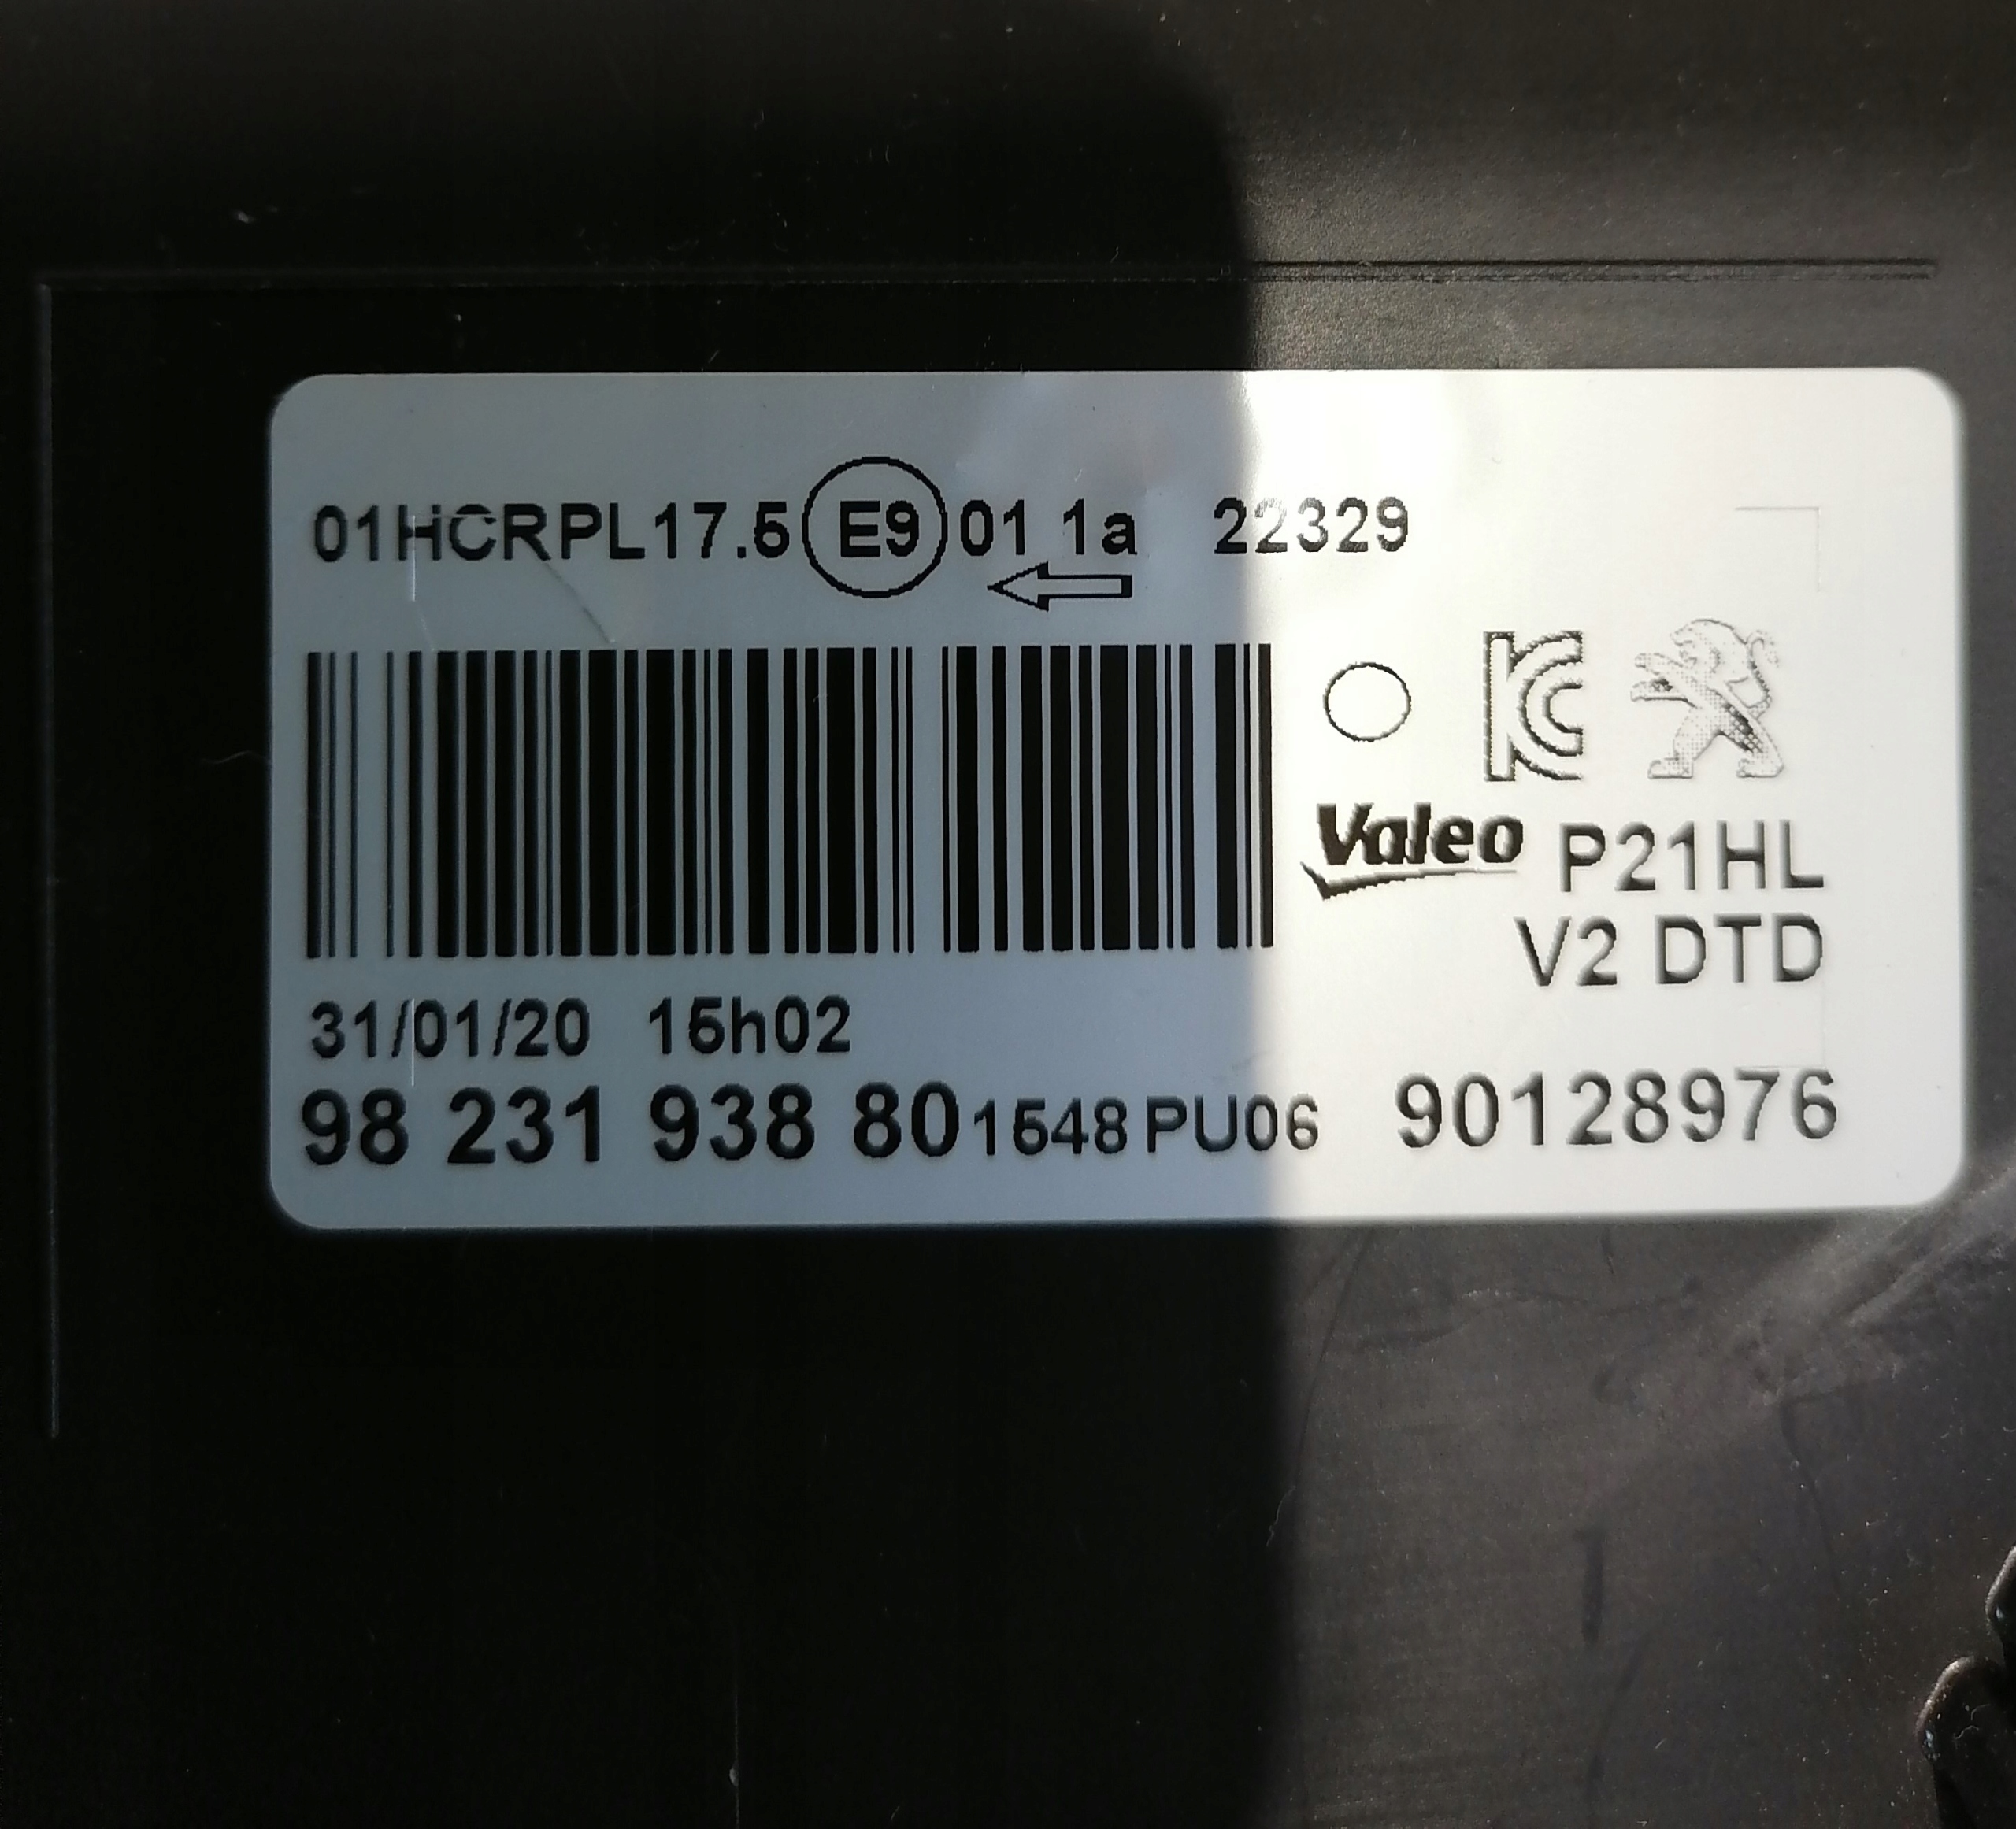 01HCRPL17.5 E9 01 1a 22329
KC
Valeo P21HL
V2 DTD
31/01/20 15h02
98 231 938 80 1548 PU06 90128976